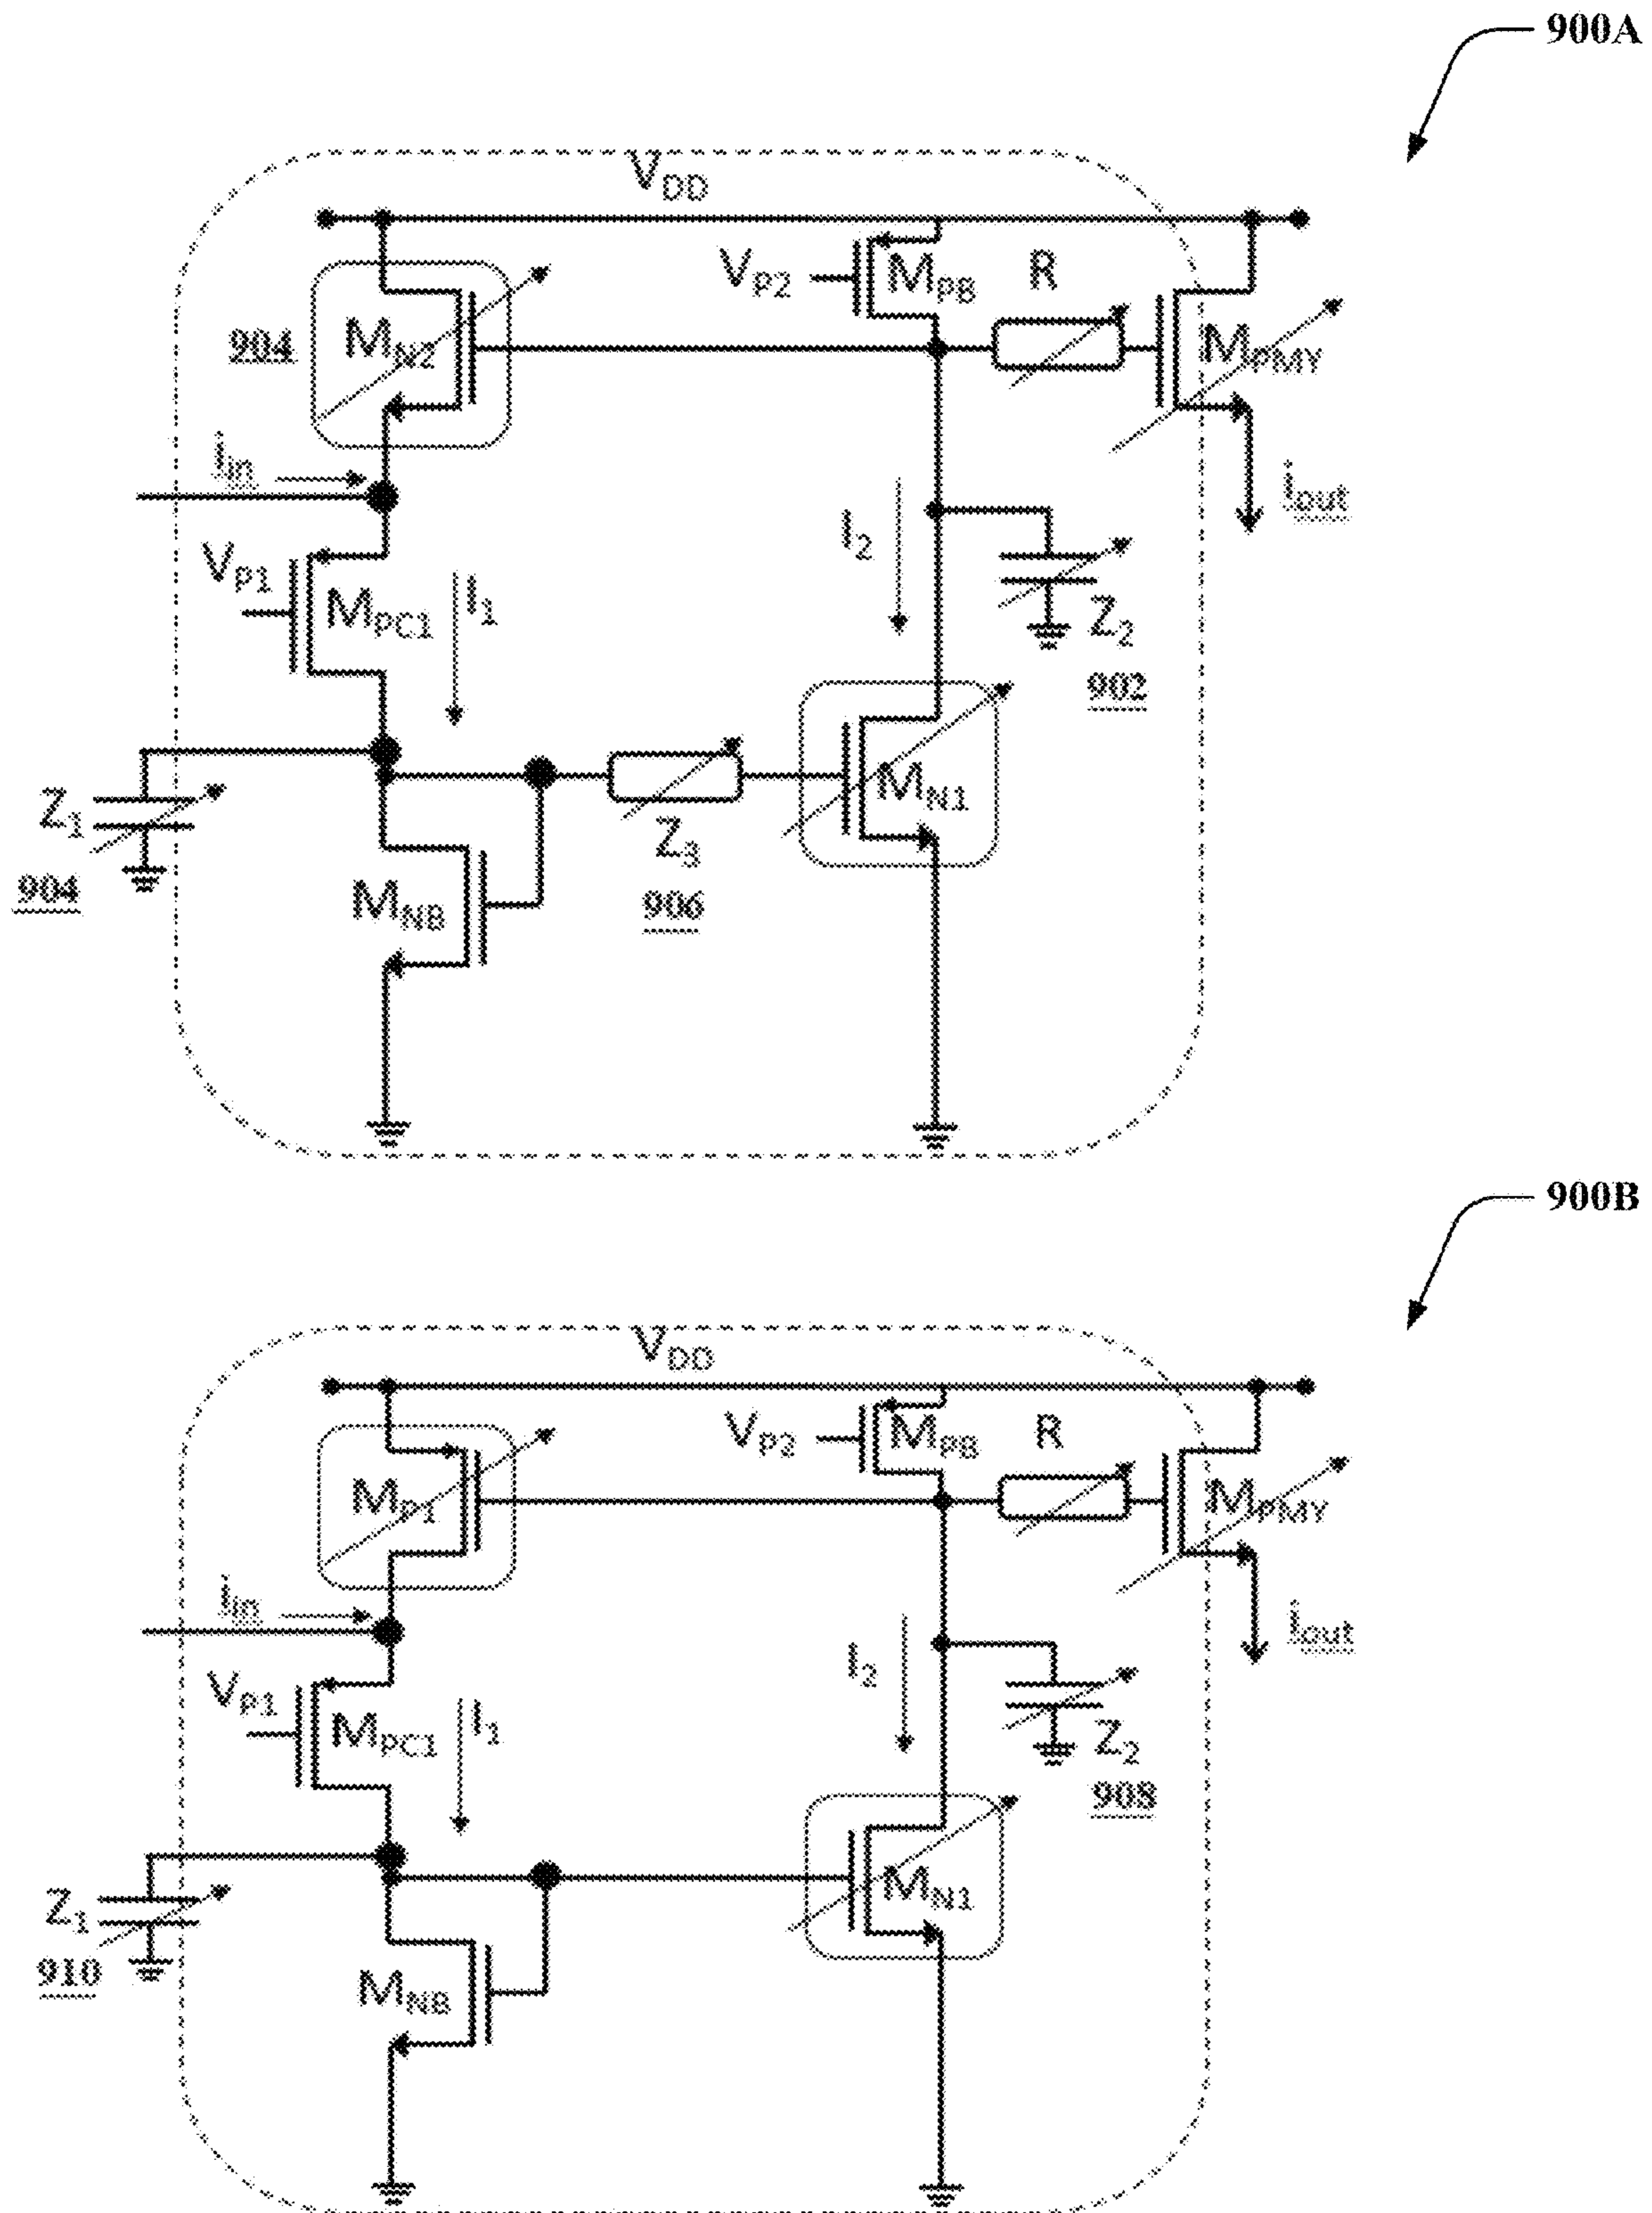 900A
VDD
VP2
MPB
R
904
MN2
MPMY
iin
iout
VP1
I2
MPC1
I1
Z2
902
Z1
MN1
Z3
904
MNB
906
900B
VDD
VP2
MPB
R
MP1
MPMY
iin
iout
VP1
I2
MPC1
I1
Z2
908
Z1
MN1
910
MNB